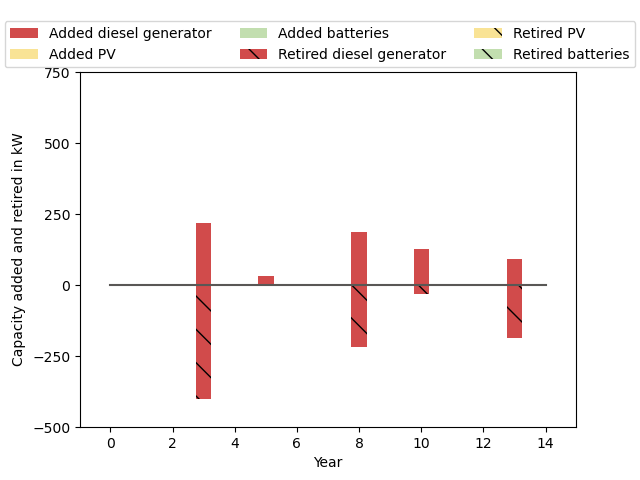 Added diesel generator Added batteries Retired PV
Added PV Retired diesel generator Retired batteries
750
500
250
0
−250
−500
Capacity added and retired in kW
0 2 4 6 8 10 12 14
Year